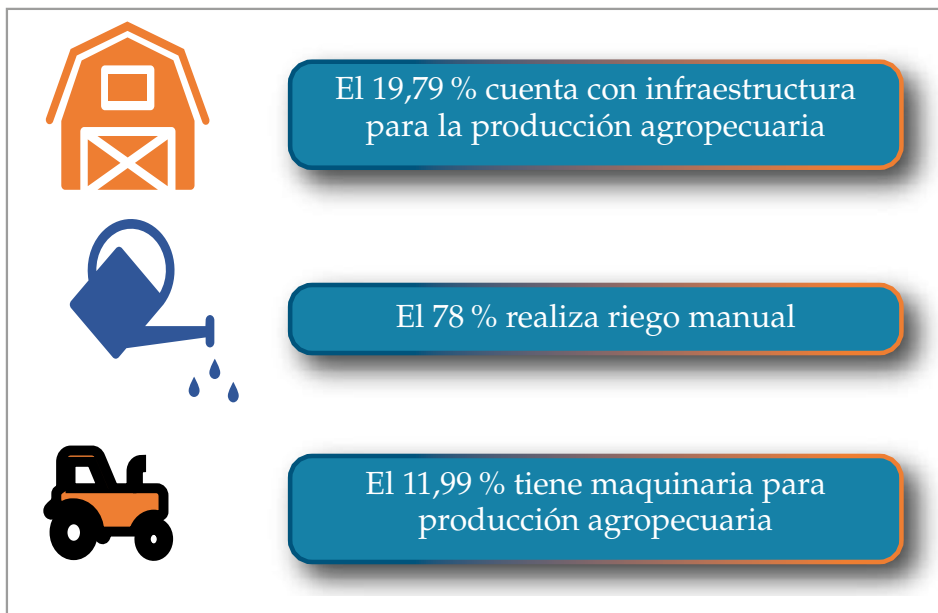 El 19,79 % cuenta con infraestructura
para la producción agropecuaria
El 78 % realiza riego manual
El 11,99 % tiene maquinaria para
producción agropecuaria